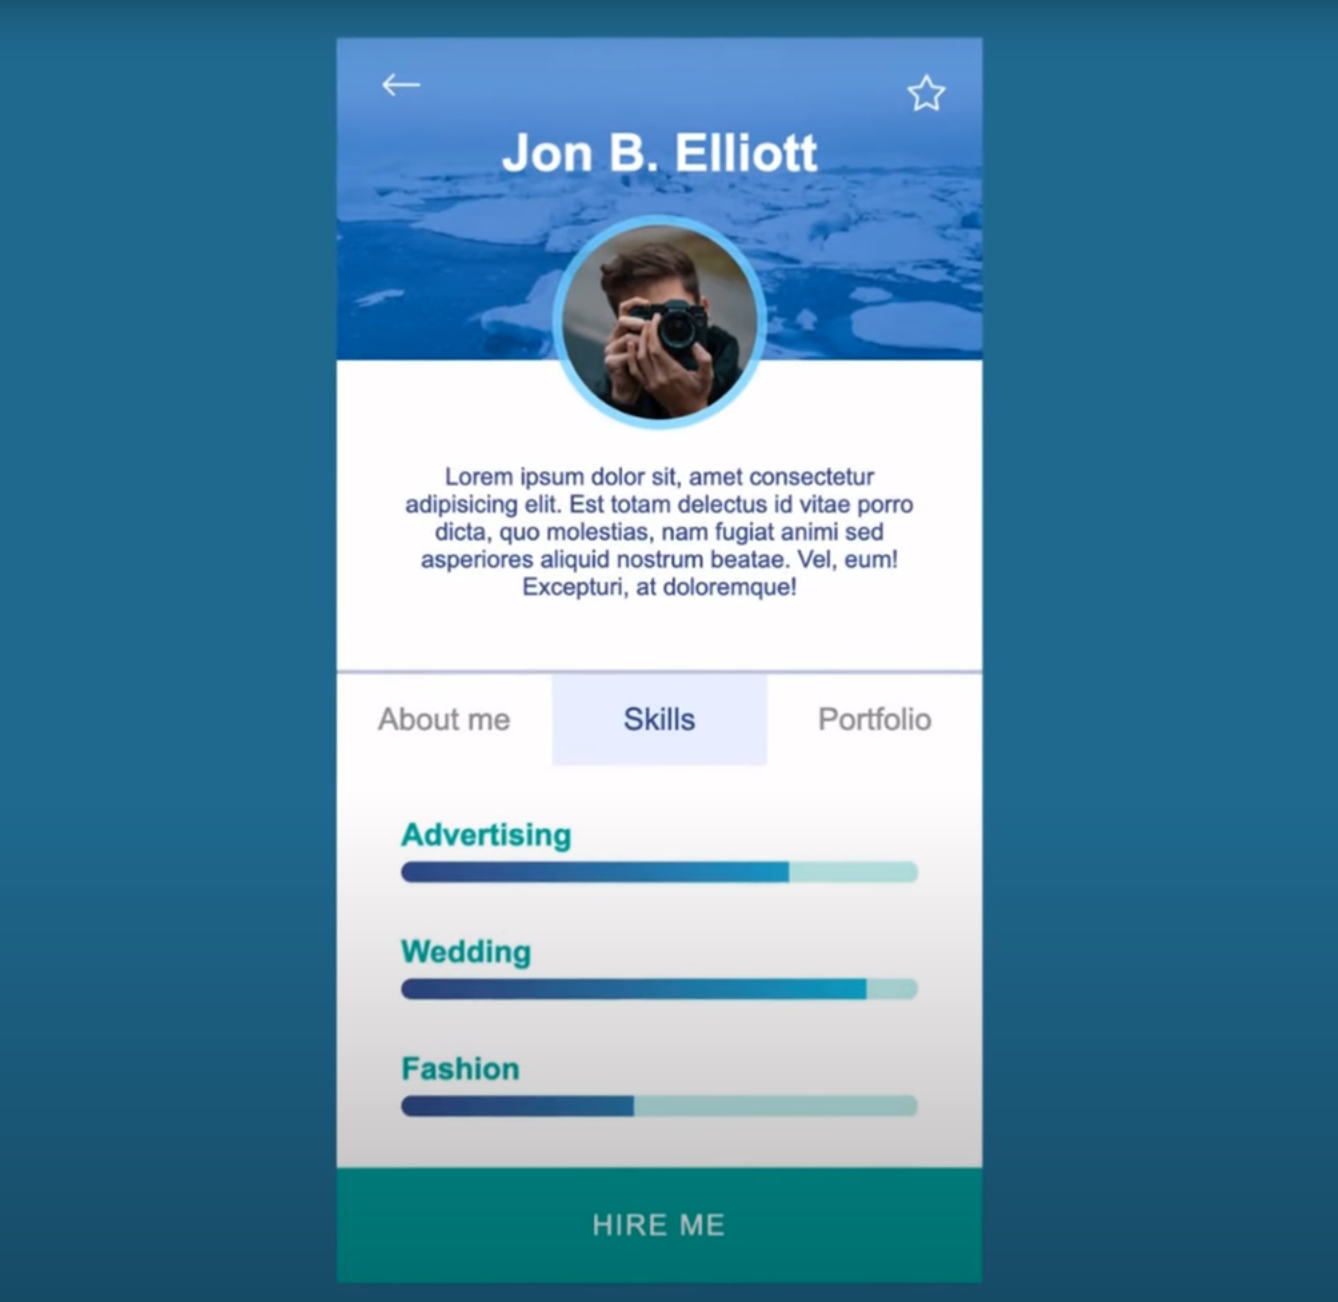 Jon B. Elliott
Lorem ipsum dolor sit, amet consectetur
adipisicing elit. Est totam delectus id vitae porro
dicta, quo molestias, nam fugiat animi sed
asperiores aliquid nostrum beatae. Vel, eum!
Excepturi, at doloremque!
About me Skills Portfolio
Advertising
Wedding
Fashion
HIRE ME